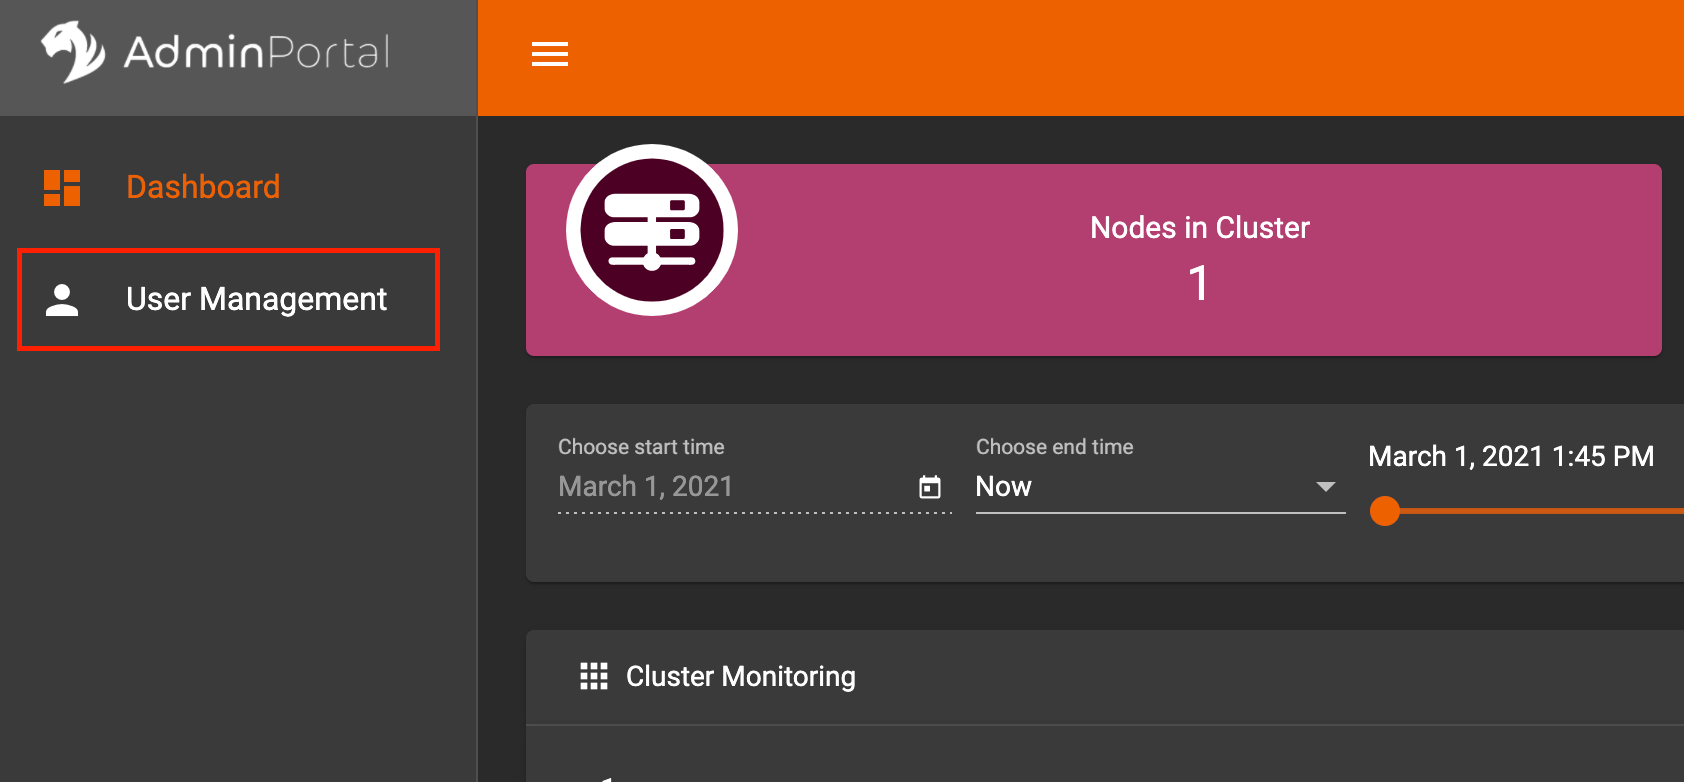 AdminPortal
Dashboard
User Management
Nodes in Cluster
1
Choose start time
March 1, 2021
Choose end time
Now
March 1, 2021 1:45 PM
Cluster Monitoring